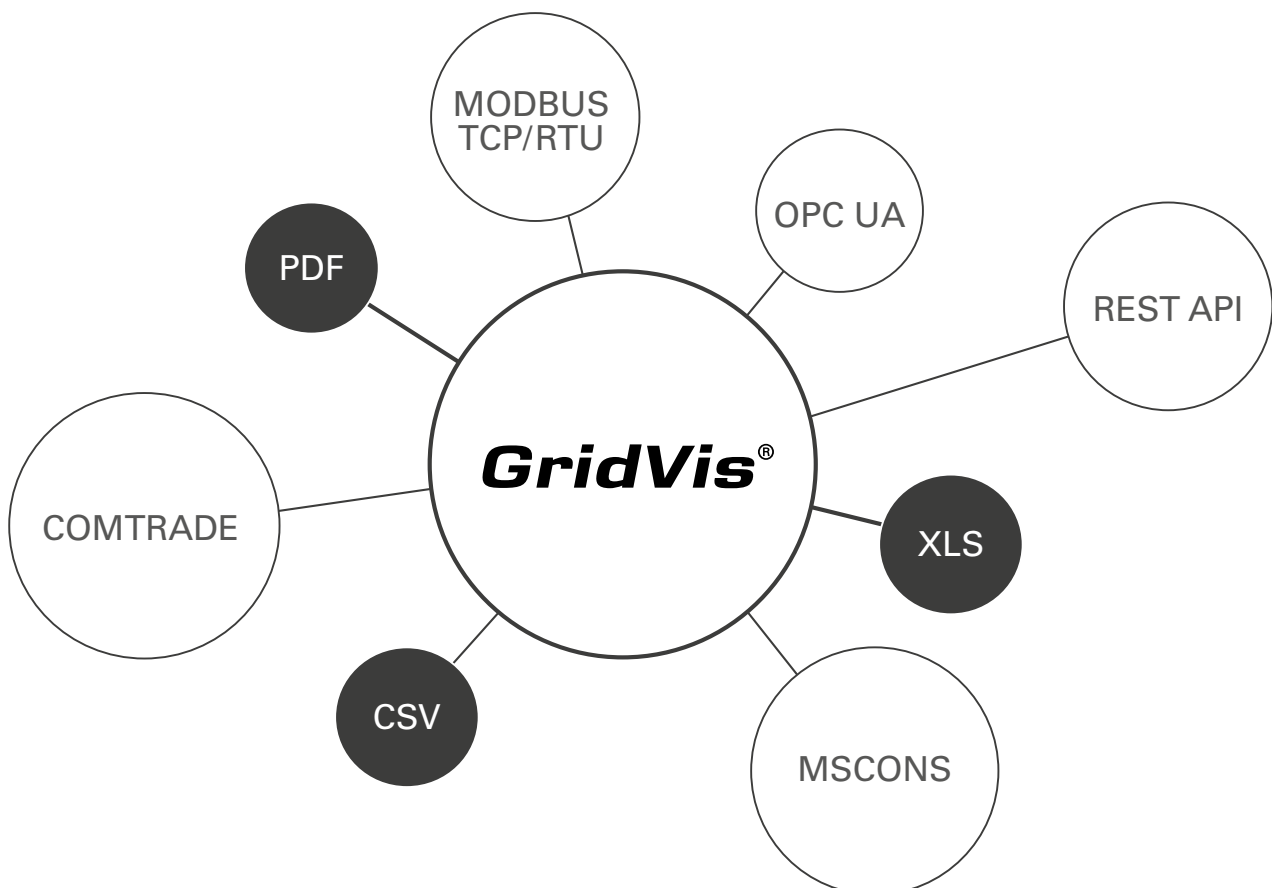 MODBUS
TCP/RTU
OPC UA
PDF
REST API
GridVis®
COMTRADE
XLS
CSV
MSCONS